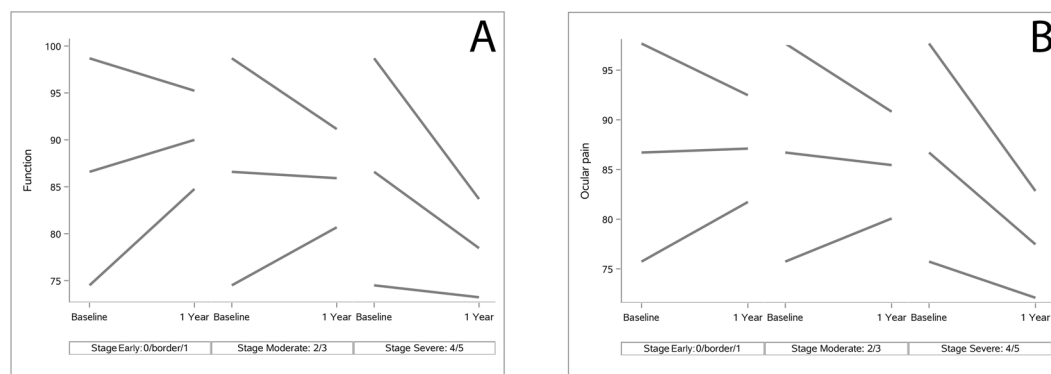 A
100
95
90
85
80
75
Function
Baseline 1 Year Baseline 1 Year Baseline 1 Year
Stage Early: 0/border/1 Stage Moderate: 2/3 Stage Severe: 4/5
B
95
90
85
80
75
Ocular pain
Baseline 1 Year Baseline 1 Year Baseline 1 Year
Stage Early: 0/border/1 Stage Moderate: 2/3 Stage Severe: 4/5